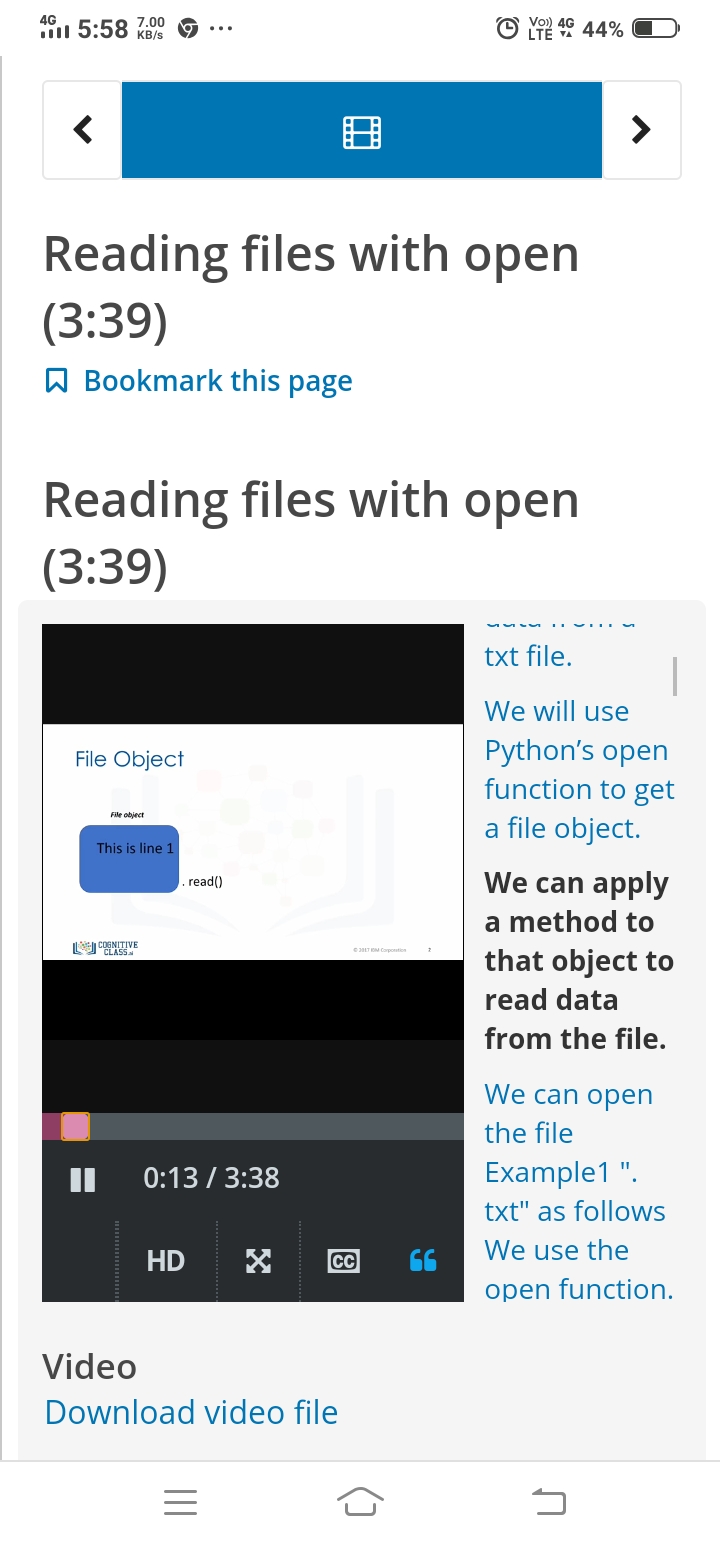 4G 5:58 7.00 KB/s ... Vo)) LTE 4G 44%
Reading files with open
(3:39)
Bookmark this page
Reading files with open
(3:39)
File Object
File object
This is line 1
. read()
COGNITIVE
CLASS.ai
© 2017 IBM Corporation
0:13 / 3:38
HD
CC
data from a
txt file.
We will use
Python’s open
function to get
a file object.
We can apply
a method to
that object to
read data
from the file.
We can open
the file
Example1 ".
txt" as follows
We use the
open function.
Video
Download video file